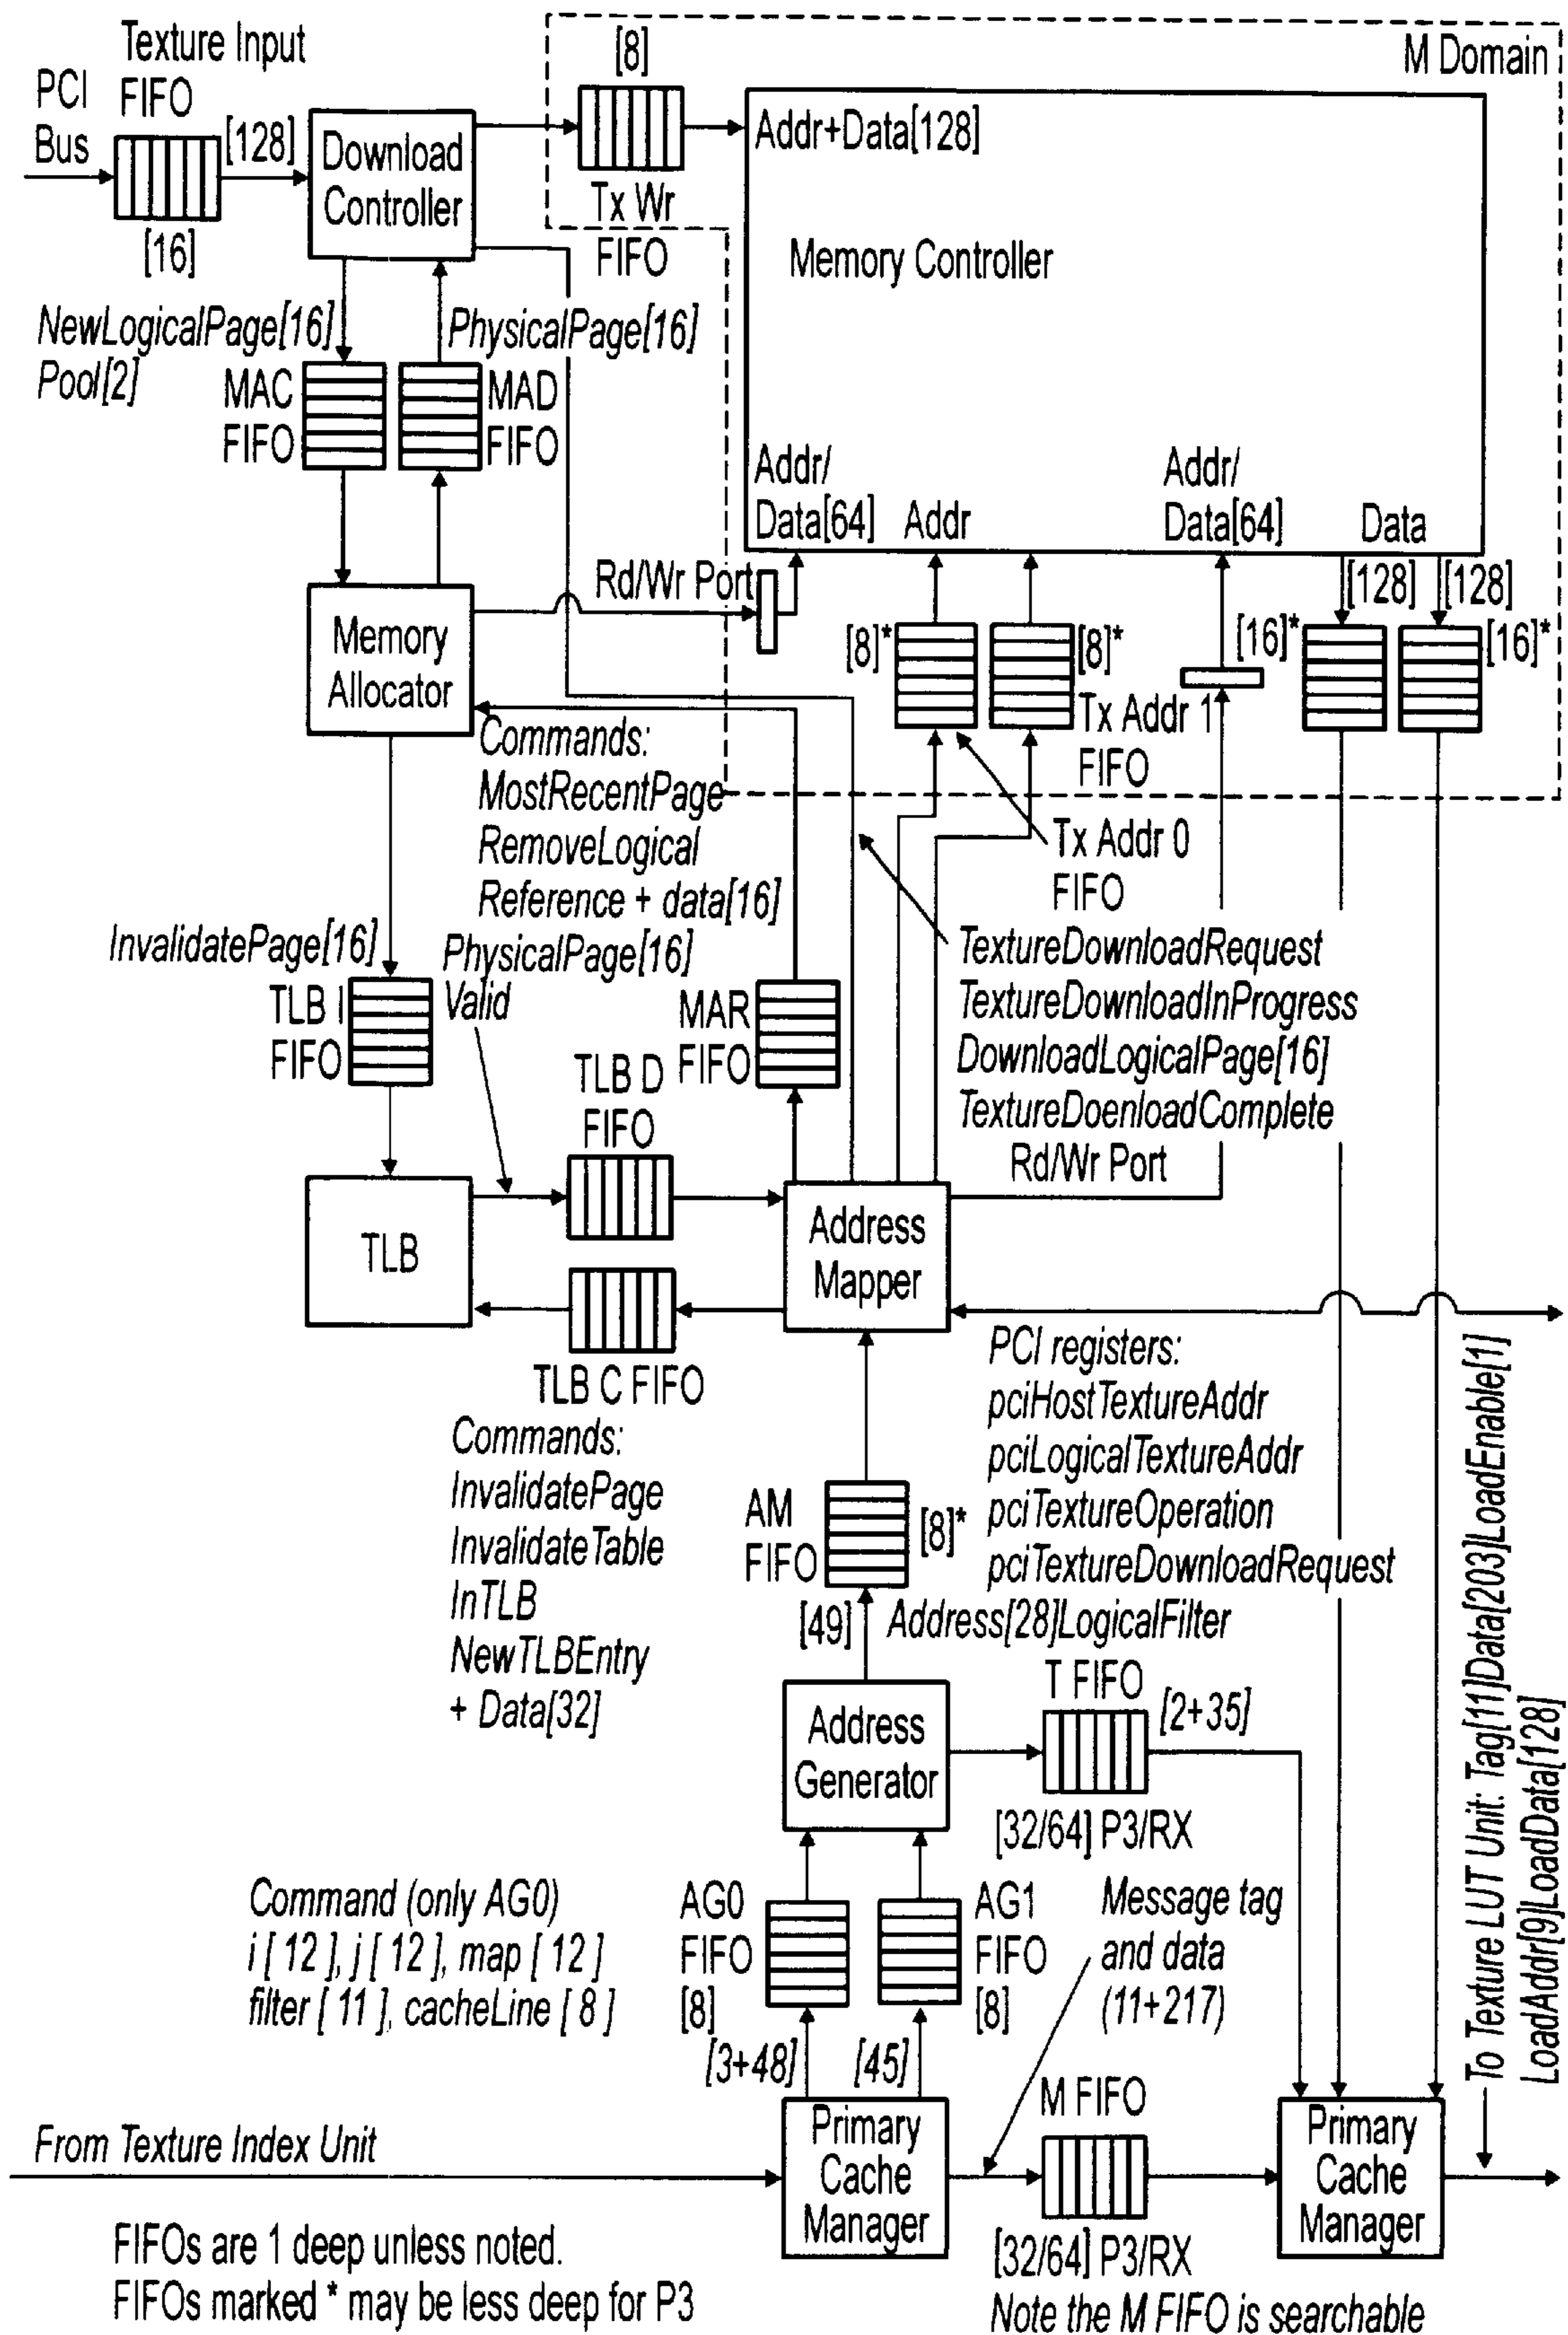 Texture Input
FIFO
PCI
Bus
[128]
[16]
Download
Controller
[8]
Tx Wr
FIFO
M Domain
Addr+Data[128]
Memory Controller
NewLogicalPage[16]
Pool[2]
PhysicalPage[16]
MAC
FIFO
MAD
FIFO
Addr/
Data[64]
Addr
Addr/
Data[64]
Data
[128]
[128]
Rd/Wr Port
Memory
Allocator
[8]*
[8]*
[16]*
[16]*
Tx Addr 1
FIFO
Tx Addr 0
FIFO
Commands:
MostRecentPage
RemoveLogical
Reference + data[16]
InvalidatePage[16]
PhysicalPage[16]
Valid
TLB I
FIFO
TLB D
FIFO
MAR
FIFO
TextureDownloadRequest
TextureDownloadInProgress
DownloadLogicalPage[16]
TextureDoenloadComplete
Rd/Wr Port
TLB
Address
Mapper
TLB C FIFO
Commands:
InvalidatePage
InvalidateTable
InTLB
NewTLBEntry
+ Data[32]
PCI registers:
pciHostTextureAddr
pciLogicalTextureAddr
pciTextureOperation
pciTextureDownloadRequest
AM
FIFO
[8]*
[49]
Address[28]LogicalFilter
Address
Generator
T FIFO
[2+35]
[32/64] P3/RX
Command (only AG0)
i [ 12 ], j [ 12 ], map [ 12 ]
filter [ 11 ], cacheLine [ 8 ]
AG0
FIFO
[8]
AG1
FIFO
[8]
[3+48]
[45]
Message tag
and data
(11+217)
To Texture LUT Unit: Tag[11]Data[203]LoadEnable[1]
LoadAddr[9]LoadData[128]
From Texture Index Unit
Primary
Cache
Manager
M FIFO
[32/64] P3/RX
Primary
Cache
Manager
FIFOs are 1 deep unless noted.
FIFOs marked * may be less deep for P3
Note the M FIFO is searchable